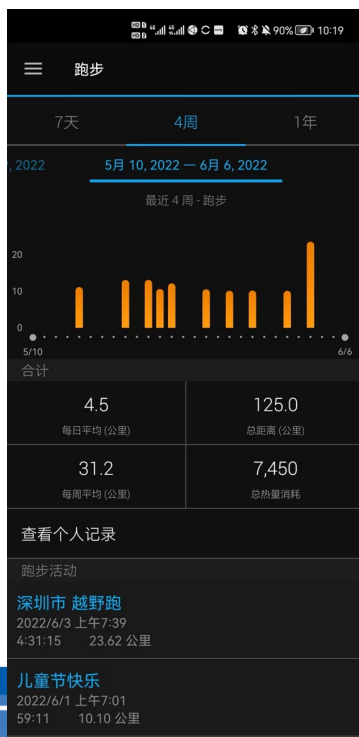 90% 10:19
跑步
7天 4周 1年
, 2022 5月 10, 2022 — 6月 6, 2022
最近 4 周 - 跑步
20
10
0
5/10 6/6
合计
4.5 125.0
每日平均 (公里) 总距离 (公里)
31.2 7,450
每周平均 (公里) 总热量消耗
查看个人记录
跑步活动
深圳市 越野跑
2022/6/3 上午7:39
4:31:15 23.62 公里
儿童节快乐
2022/6/1 上午7:01
59:11 10.10 公里